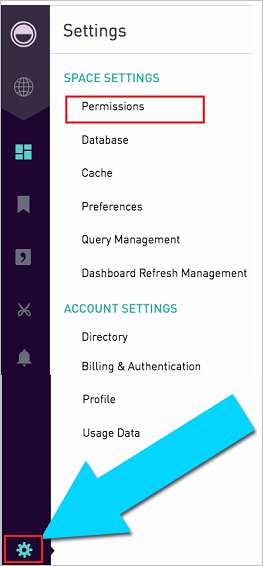 Settings
SPACE SETTINGS
Permissions
Database
Cache
Preferences
Query Management
Dashboard Refresh Management
ACCOUNT SETTINGS
Directory
Billing & Authentication
Profile
Usage Data